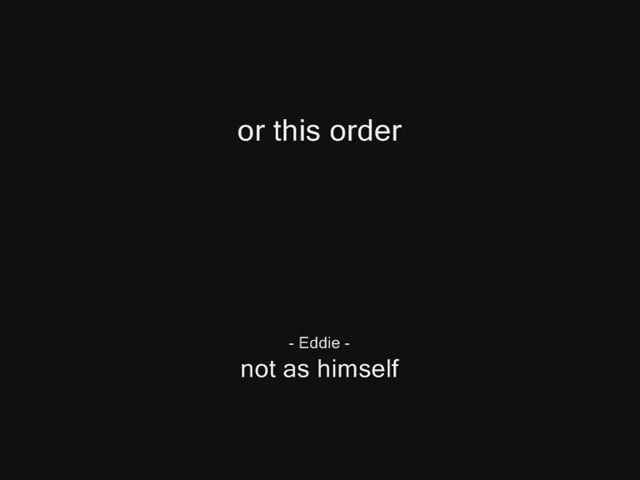 or this order
- Eddie -
not as himself